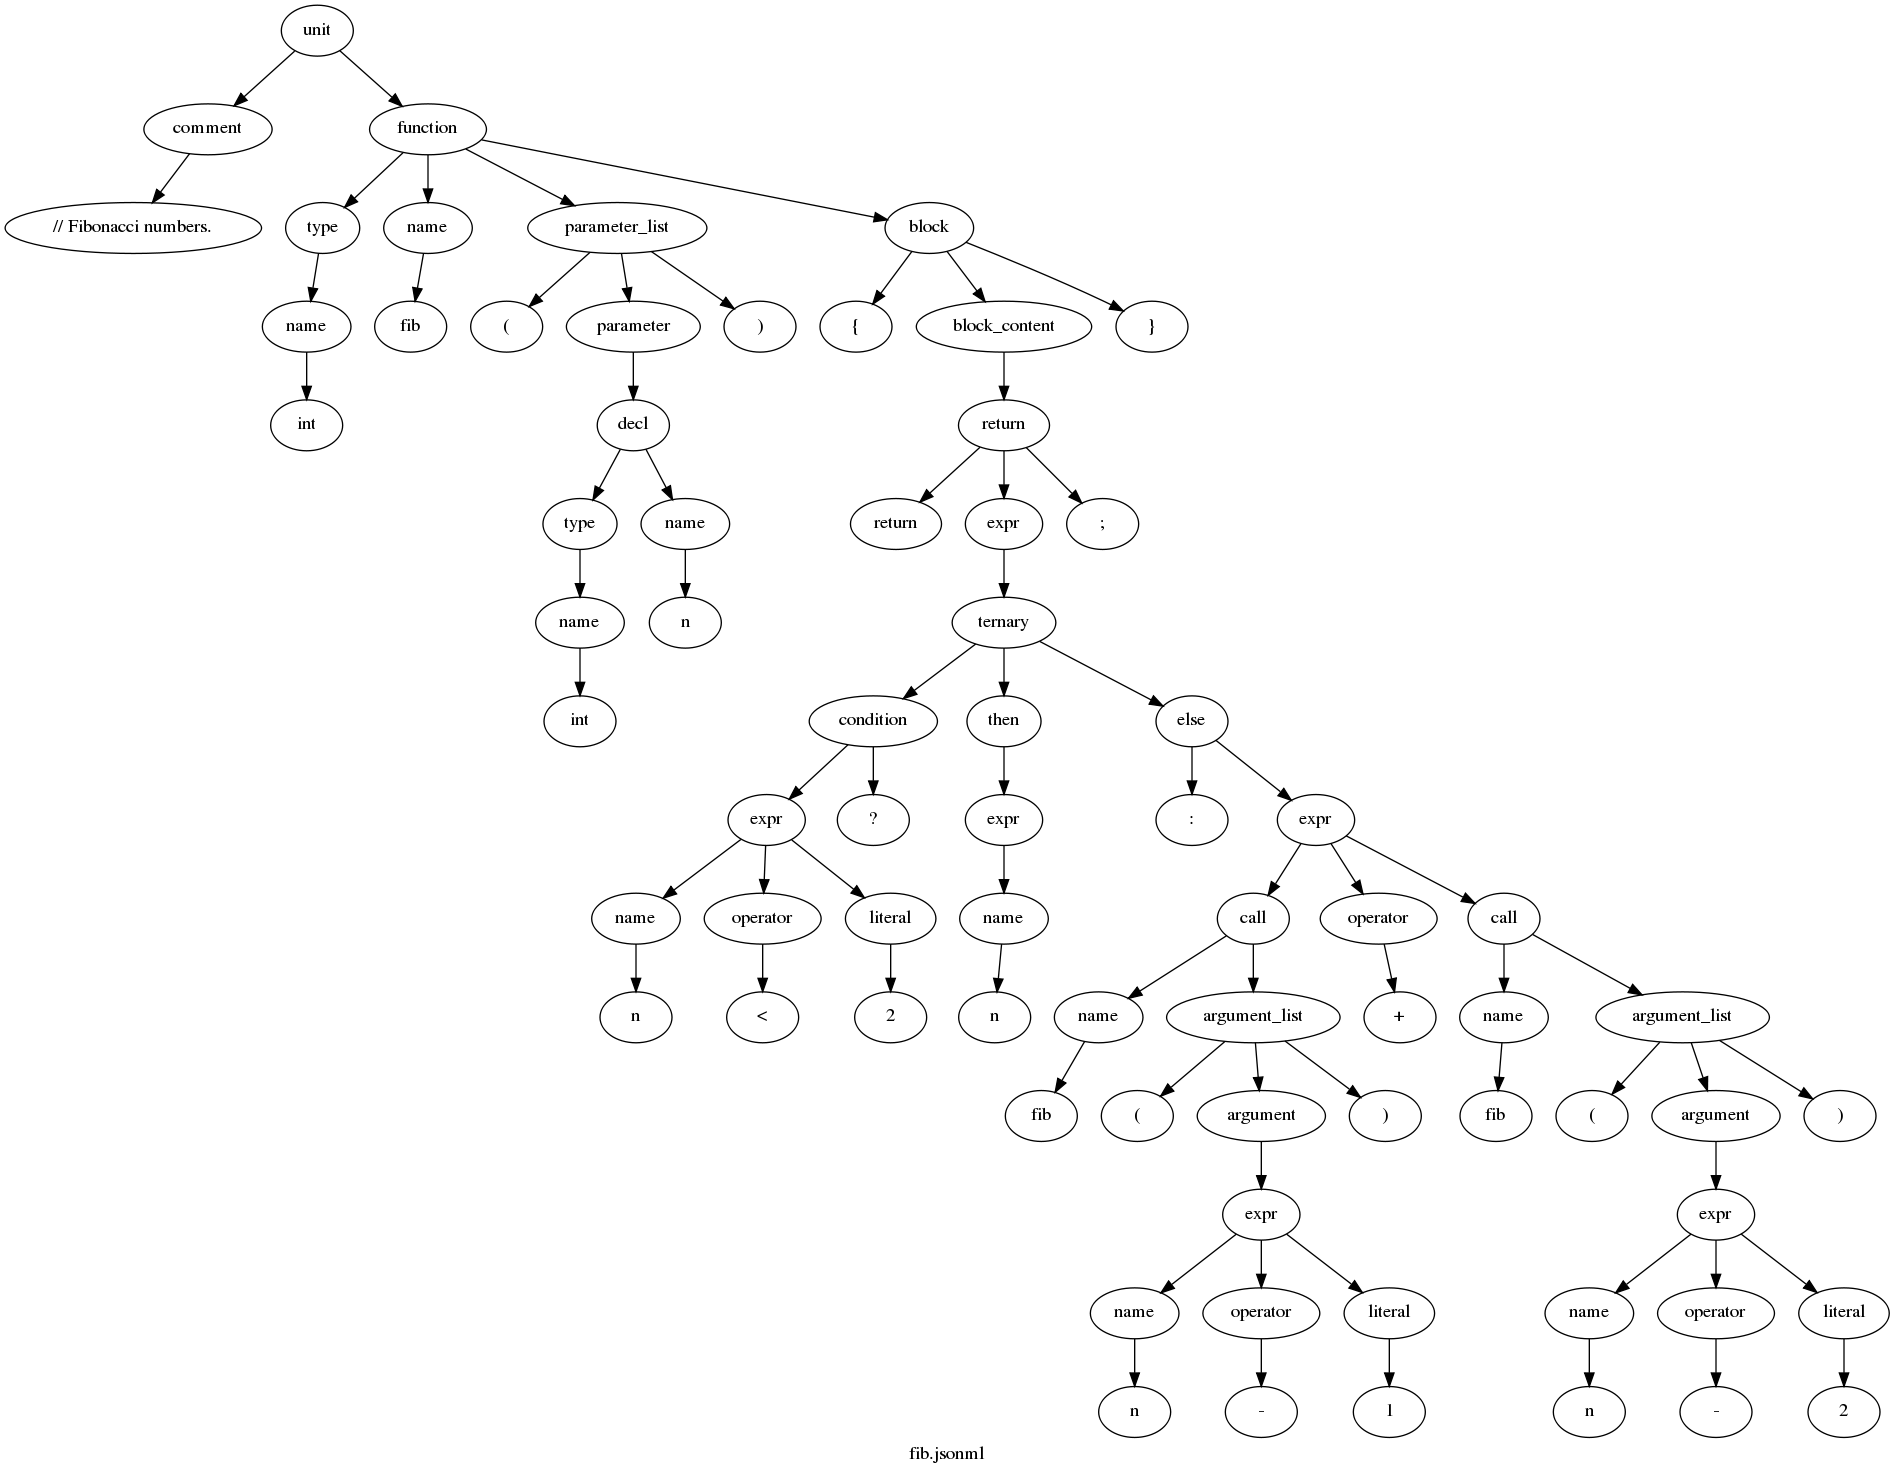 unit
comment function
// Fibonacci numbers. type name parameter_list block
name fib ( parameter ) { block_content }
int decl return
type name return expr ;
name n ternary
int condition then else
expr ? expr : expr
name operator literal name call operator call
n < 2 n name argument_list + name argument_list
fib ( argument ) fib ( argument )
expr expr
name operator literal name operator literal
n - 1 n - 2
fib.jsonml